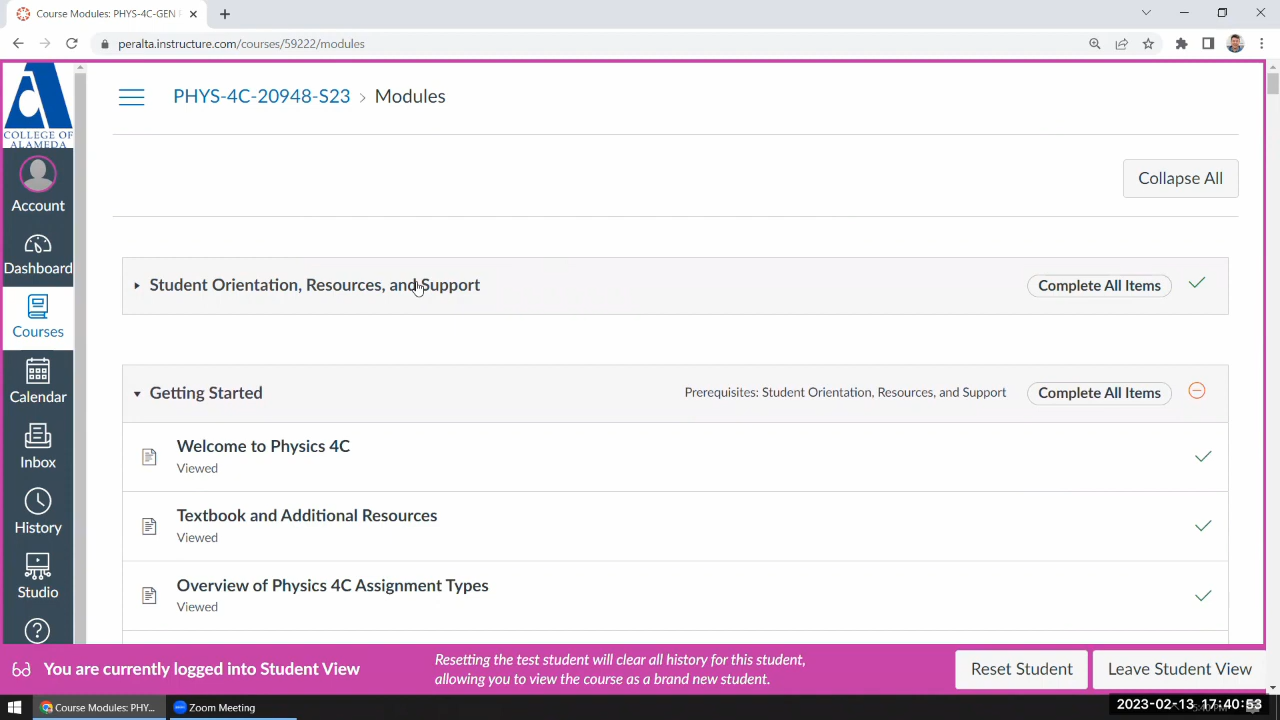 Course Modules: PHYS-4C-GEN
peralta.instructure.com/courses/59222/modules
COLLEGE OF
ALAMEDA
Account
Dashboard
Courses
Calendar
Inbox
History
Studio
PHYS-4C-20948-S23 > Modules
Collapse All
Student Orientation, Resources, and Support
Complete All Items
Getting Started
Prerequisites: Student Orientation, Resources, and Support
Complete All Items
Welcome to Physics 4C
Viewed
Textbook and Additional Resources
Viewed
Overview of Physics 4C Assignment Types
Viewed
You are currently logged into Student View
Resetting the test student will clear all history for this student,
allowing you to view the course as a brand new student.
Reset Student
Leave Student View
Course Modules: PHY...
Zoom Meeting
2023-02-13 17:40:53